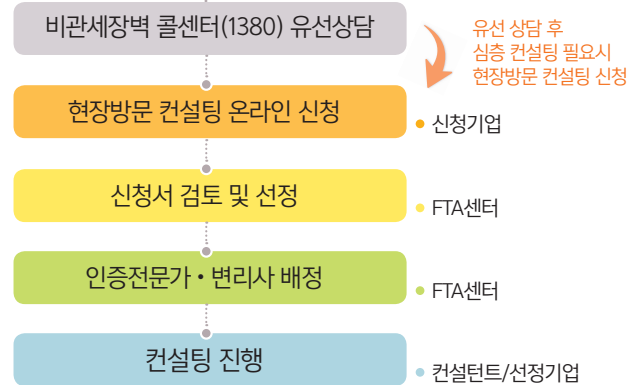 비관세장벽 콜센터(1380) 유선상담
유선 상담 후
심층 컨설팅 필요시
현장방문 컨설팅 신청
현장방문 컨설팅 온라인 신청
• 신청기업
신청서 검토 및 선정
• FTA센터
인증전문가・변리사 배정
• FTA센터
컨설팅 진행
• 컨설턴트/선정기업